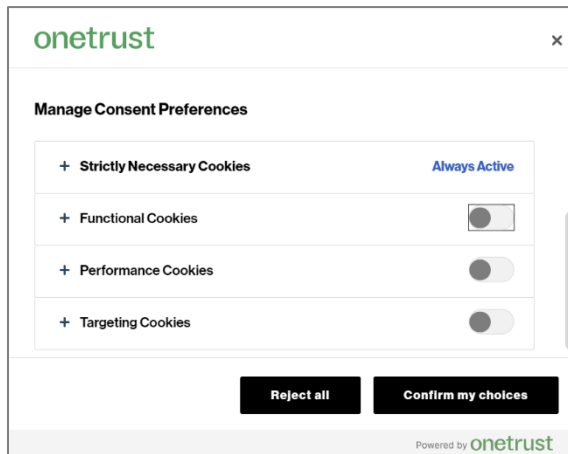 onetrust
Manage Consent Preferences
+ Strictly Necessary Cookies Always Active
+ Functional Cookies
+ Performance Cookies
+ Targeting Cookies
Reject all Confirm my choices
Powered by onetrust